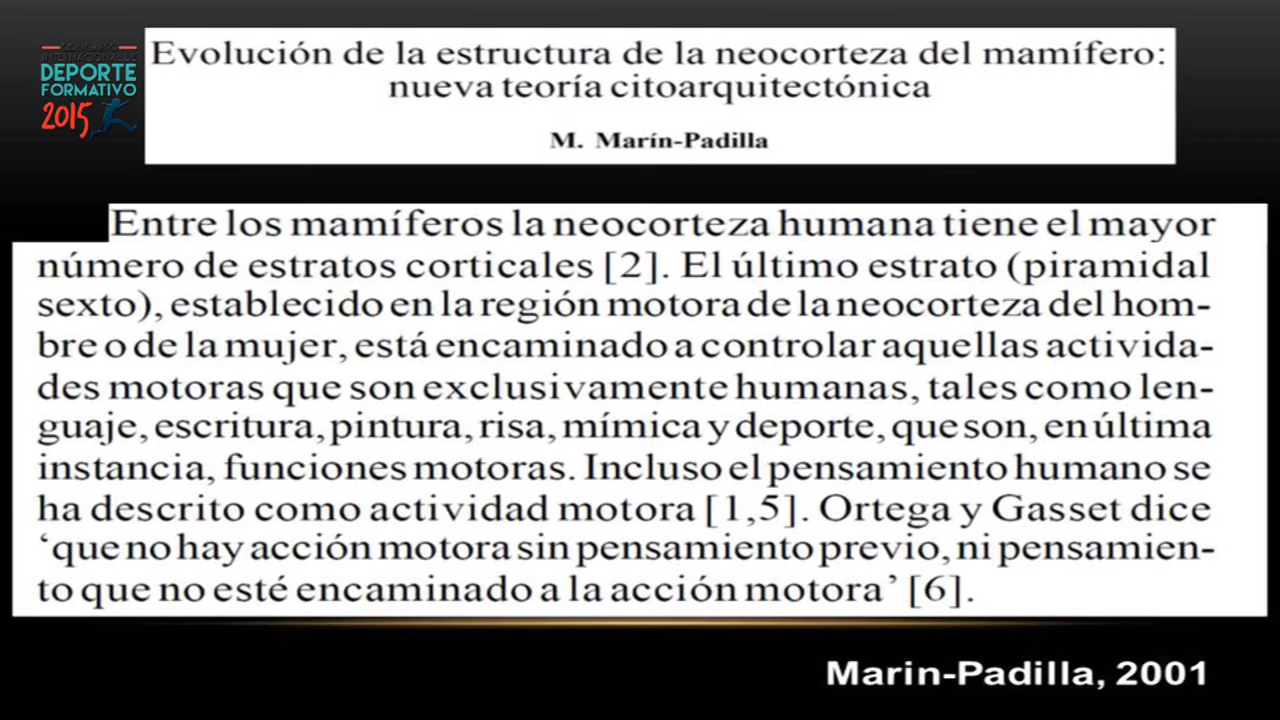 CONGRESO
INTERNACIONAL DE
DEPORTE
FORMATIVO
2015
Evolución de la estructura de la neocorteza del mamífero:
nueva teoría citoarquitectónica
M. Marín-Padilla
Entre los mamíferos la neocorteza humana tiene el mayor
número de estratos corticales [2]. El último estrato (piramidal
sexto), establecido en la región motora de la neocorteza del hom-
bre o de la mujer, está encaminado a controlar aquellas activida-
des motoras que son exclusivamente humanas, tales como len-
guaje, escritura, pintura, risa, mímica y deporte, que son, en última
instancia, funciones motoras. Incluso el pensamiento humano se
ha descrito como actividad motora [1,5]. Ortega y Gasset dice
‘que no hay acción motora sin pensamiento previo, ni pensamien-
to que no esté encaminado a la acción motora’ [6].
Marin-Padilla, 2001